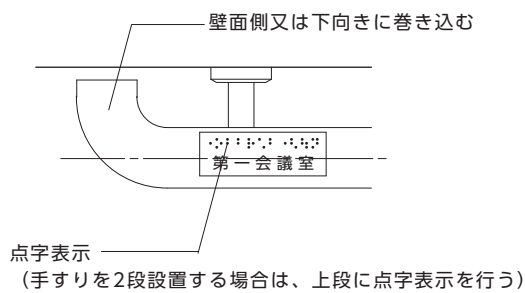 壁面側又は下向きに巻き込む
第一会議室
点字表示
(手すりを2段設置する場合は、上段に点字表示を行う)